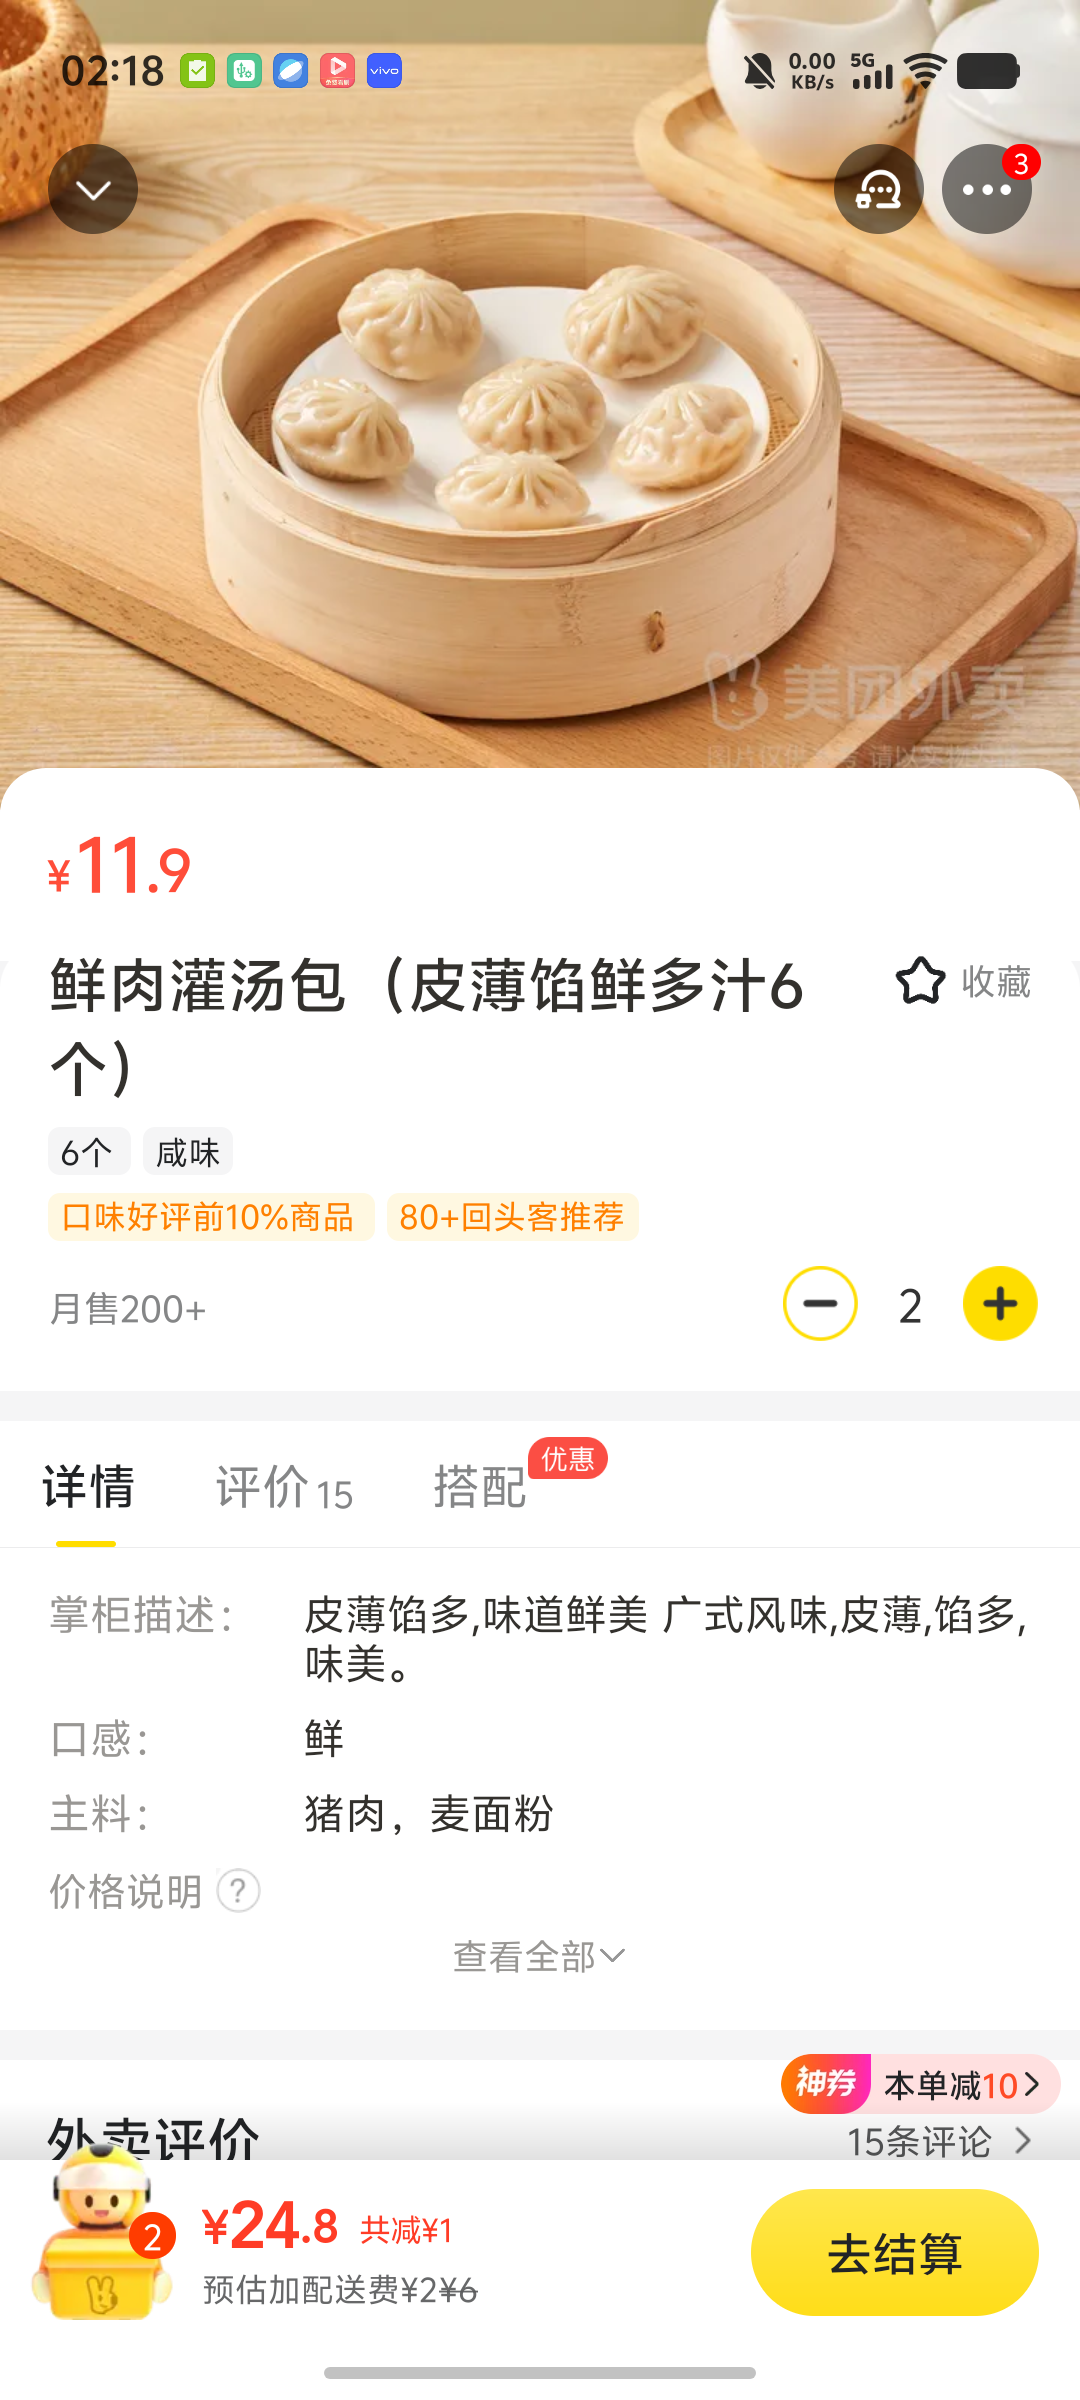 02:18
0.00 KB/s 5G
vivo
3
美团外卖
图片仅供参考 请以实物为准
¥11.9
鲜肉灌汤包（皮薄馅鲜多汁6
个）
收藏
6个 咸味
口味好评前10%商品 80+回头客推荐
月售200+
2
详情 评价15 搭配 优惠
掌柜描述： 皮薄馅多,味道鲜美 广式风味,皮薄,馅多,
味美。
口感： 鲜
主料： 猪肉，麦面粉
价格说明 ?
查看全部
神券 本单减10
外卖评价 15条评论
2
¥24.8 共减¥1
预估加配送费¥2¥6
去结算